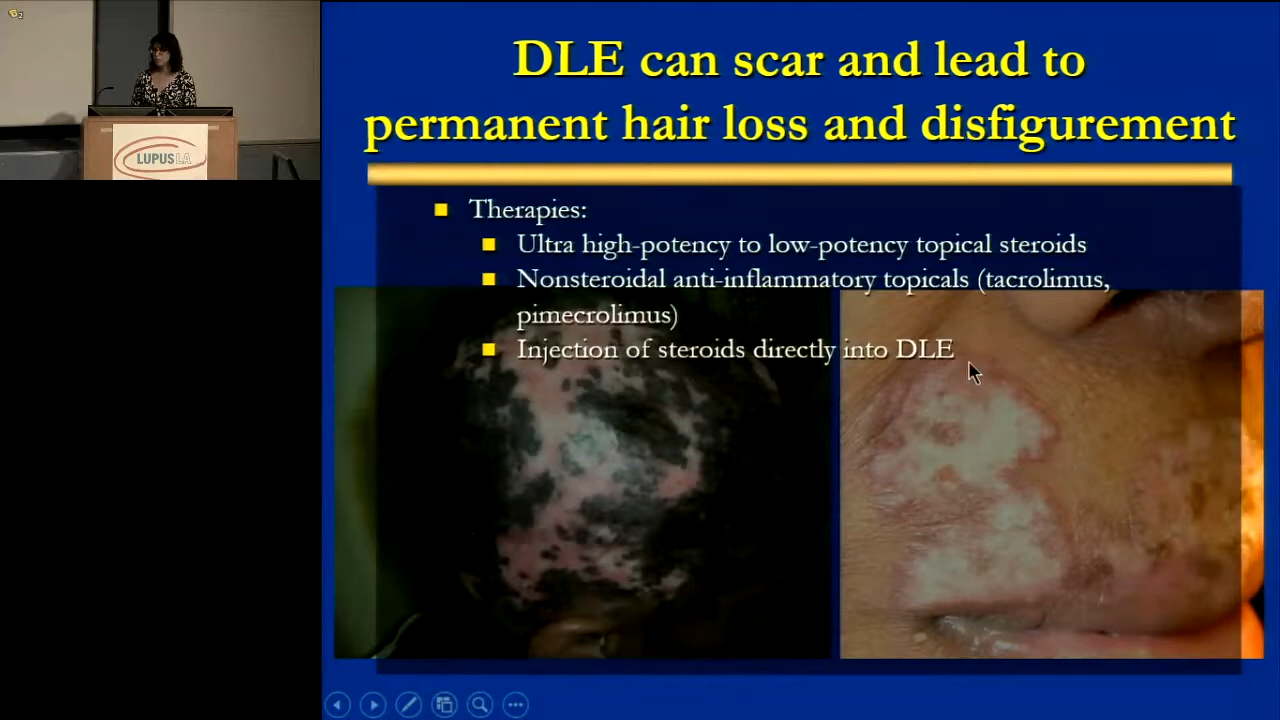 DLE can scar and lead to
permanent hair loss and disfigurement
Therapies:
Ultra high-potency to low-potency topical steroids
Nonsteroidal anti-inflammatory topicals (tacrolimus,
pimecrolimus)
Injection of steroids directly into DLE
LUPUS LA